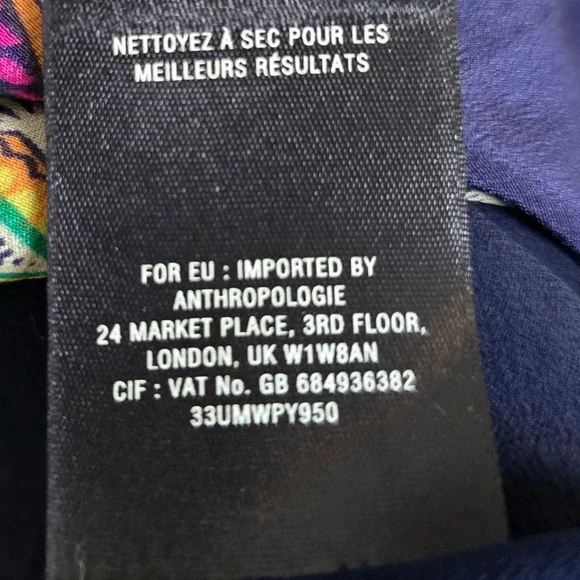 NETTOYEZ À SEC POUR LES
MEILLEURS RÉSULTATS
FOR EU : IMPORTED BY
ANTHROPOLOGIE
24 MARKET PLACE, 3RD FLOOR,
LONDON, UK W1W8AN
CIF : VAT No. GB 684936382
33UMWPY950